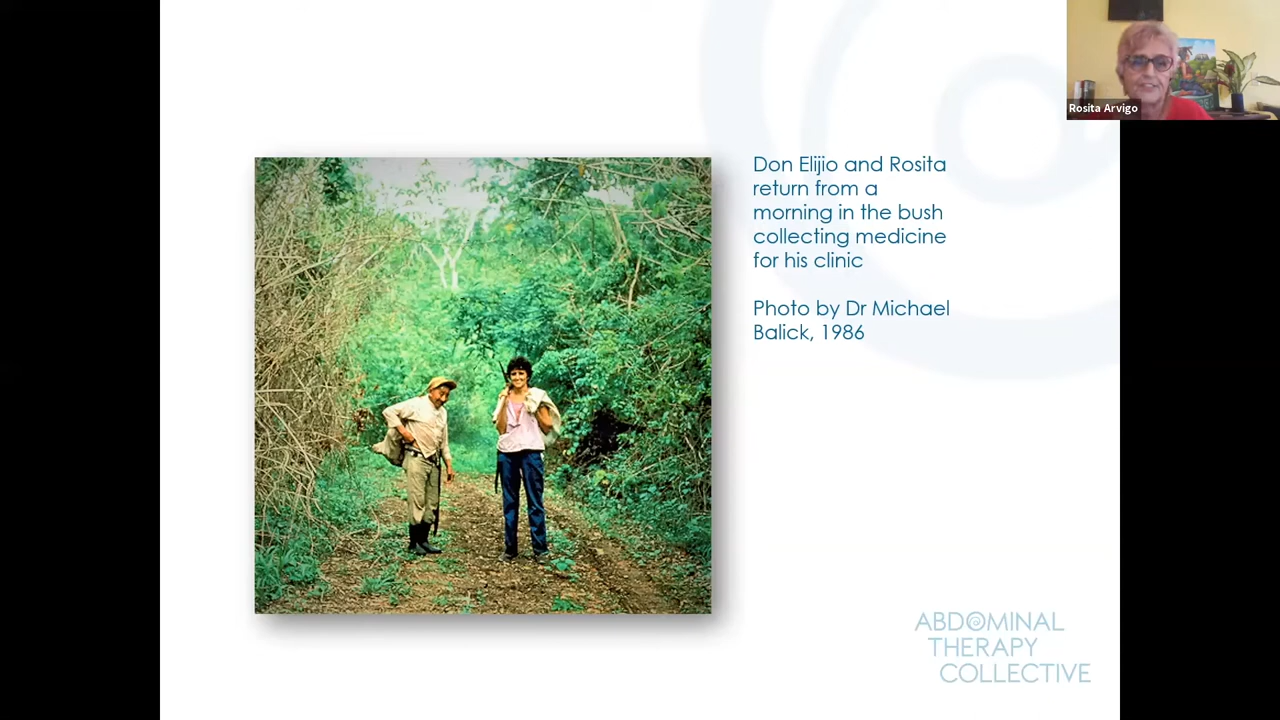 Rosita Arvigo
Don Elijio and Rosita
return from a
morning in the bush
collecting medicine
for his clinic
Photo by Dr Michael
Balick, 1986
ABDOMINAL
THERAPY
COLLECTIVE